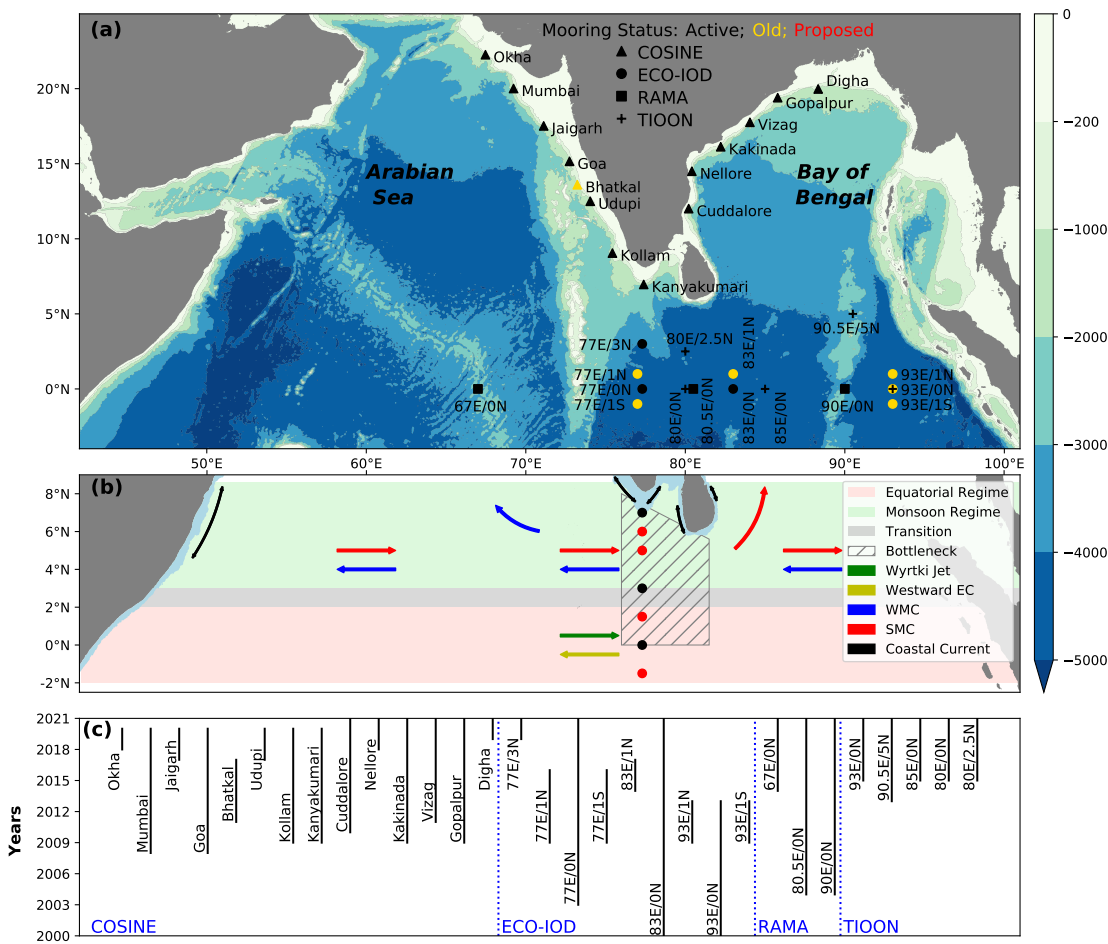 (a)
Mooring Status: Active; Old; Proposed
COSINE
ECO-IOD
RAMA
TIOON
Okha
Mumbai
Jaigarh
Goa
Bhatkal
Udupi
Kollam
Kanyakumari
Digha
Gopalpur
Vizag
Kakinada
Nellore
Cuddalore
Arabian
Sea
Bay of
Bengal
77E/3N
77E/1N
77E/0N
77E/1S
67E/0N
80E/2.5N
83E/1N
80E/0N
80.5E/0N
83E/0N
85E/0N
90.5E/5N
90E/0N
93E/1N
93E/0N
93E/1S
20°N
15°N
10°N
5°N
0°N
50°E
60°E
70°E
80°E
90°E
100°E
0
−200
−1000
−2000
−3000
−4000
−5000
(b)
8°N
6°N
4°N
2°N
0°N
-2°N
Equatorial Regime
Monsoon Regime
Transition
Bottleneck
Wyrtki Jet
Westward EC
WMC
SMC
Coastal Current
(c)
Years
2021
2018
2015
2012
2009
2006
2003
2000
Okha
Mumbai
Jaigarh
Goa
Bhatkal
Udupi
Kollam
Kanyakumari
Cuddalore
Nellore
Kakinada
Vizag
Gopalpur
Digha
77E/3N
77E/1N
77E/0N
77E/1S
83E/1N
83E/0N
93E/1N
93E/0N
93E/1S
67E/0N
80.5E/0N
90E/0N
93E/0N
90.5E/5N
85E/0N
80E/0N
80E/2.5N
COSINE
ECO-IOD
RAMA
TIOON